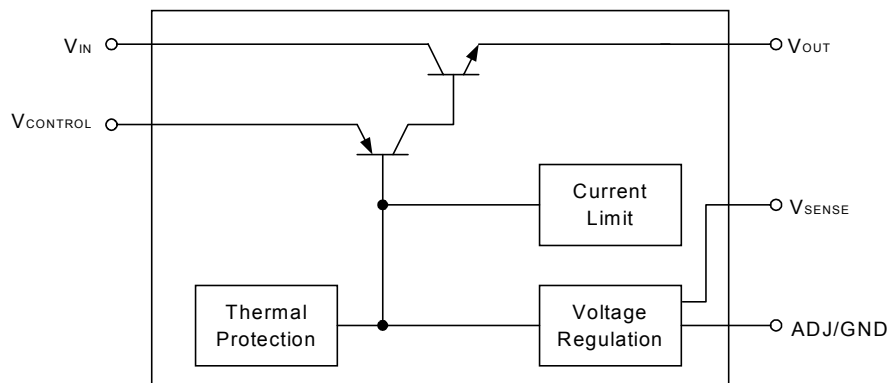 VIN
VOUT
VCONTROL
Current
Limit
VSENSE
Thermal
Protection
Voltage
Regulation
ADJ/GND